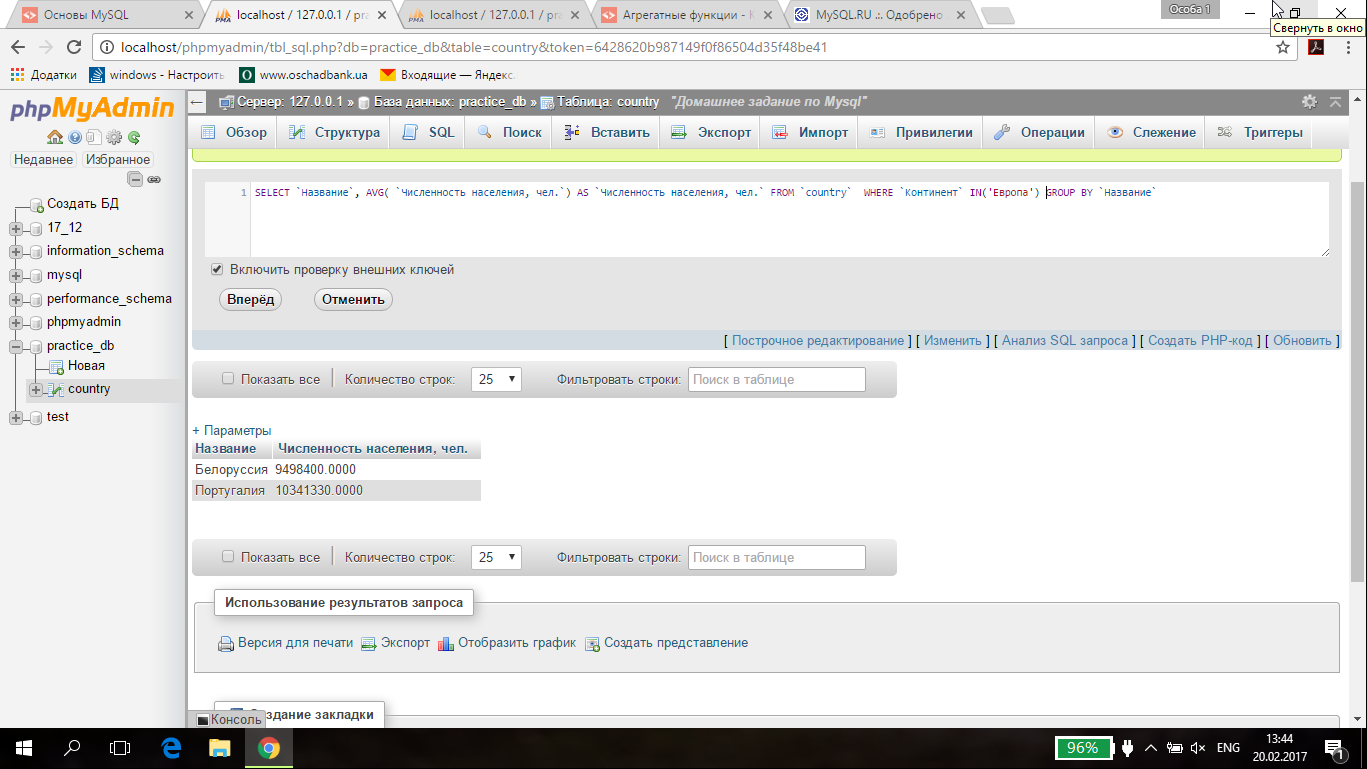 Основы MySQL
localhost / 127.0.0.1 / pra
localhost / 127.0.0.1 / pra
Агрегатные функции - К
MySQL.RU .:. Одобрено
Особа 1
Свернуть в окно
localhost/phpmyadmin/tbl_sql.php?db=practice_db&table=country&token=6428620b987149f0f86504d35f48be41
Додатки
windows - Настроить
www.oschadbank.ua
Входящие — Яндекс.
phpMyAdmin
Недавнее
Избранное
Создать БД
17_12
information_schema
mysql
performance_schema
phpmyadmin
practice_db
Новая
country
test
Сервер: 127.0.0.1 » База данных: practice_db » Таблица: country "Домашнее задание по Mysql"
Обзор Структура SQL Поиск Вставить Экспорт Импорт Привилегии Операции Слежение Триггеры
1 SELECT `Название`, AVG( `Численность населения, чел.`) AS `Численность населения, чел.` FROM `country` WHERE `Континент` IN('Европа') GROUP BY `Название`
Включить проверку внешних ключей
Вперёд Отменить
[ Построчное редактирование ] [ Изменить ] [ Анализ SQL запроса ] [ Создать PHP-код ] [ Обновить ]
Показать все Количество строк: 25 Фильтровать строки: Поиск в таблице
+ Параметры
Название Численность населения, чел.
Белоруссия 9498400.0000
Португалия 10341330.0000
Показать все Количество строк: 25 Фильтровать строки: Поиск в таблице
Использование результатов запроса
Версия для печати Экспорт Отобразить график Создать представление
здание закладки
Консоль
96%
ENG
13:44
20.02.2017
1